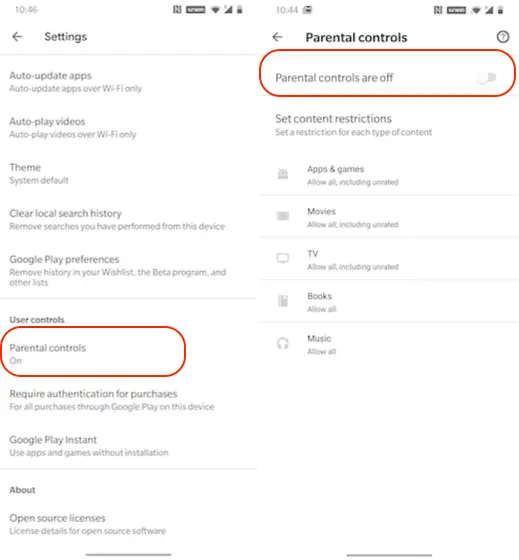 10:46
Settings
Auto-update apps
Auto-update apps over Wi-Fi only
Auto-play videos
Auto-play videos over Wi-Fi only
Theme
System default
Clear local search history
Remove searches you have performed from this device
Google Play preferences
Remove history in your Wishlist, the Beta program, and
other lists
User controls
Parental controls
On
Require authentication for purchases
For all purchases through Google Play on this device
Google Play Instant
Use apps and games without installation
About
Open source licenses
License details for open source software
10:44
Parental controls
Parental controls are off
Set content restrictions
Set a restriction for each type of content
Apps & games
Allow all, including unrated
Movies
Allow all, including unrated
TV
Allow all, including unrated
Books
Allow all
Music
Allow all